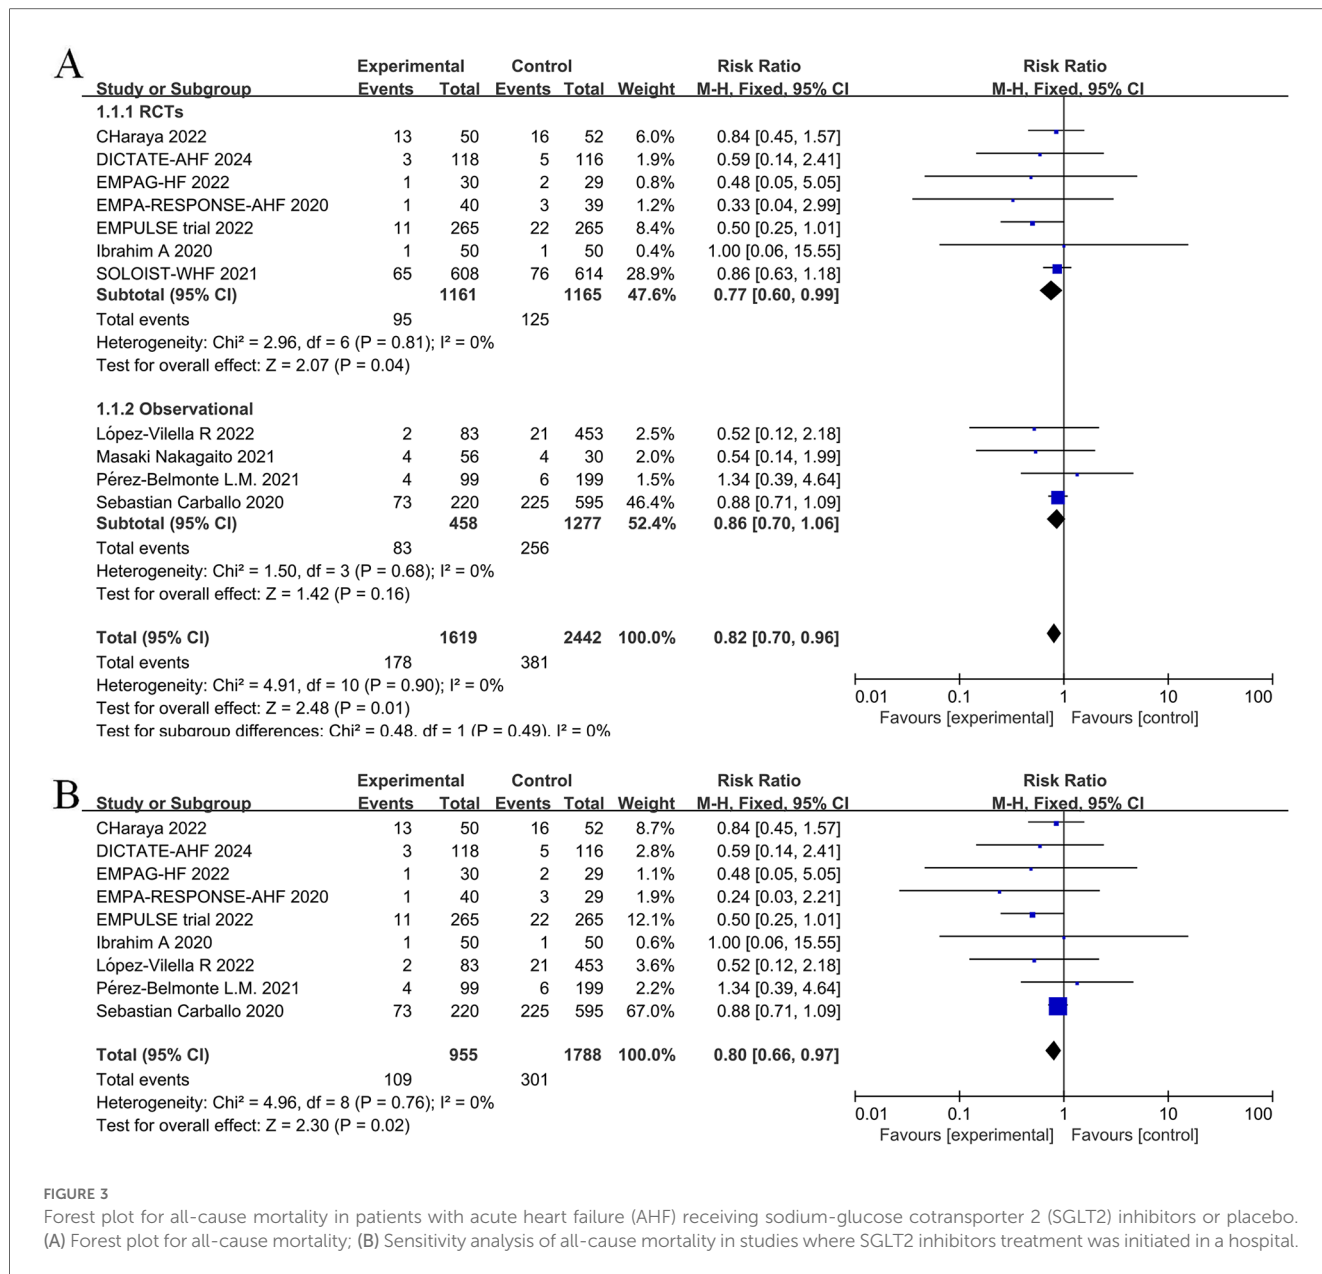 A
Experimental Control Risk Ratio Risk Ratio
Study or Subgroup Events Total Events Total Weight M-H, Fixed, 95% CI M-H, Fixed, 95% CI
1.1.1 RCTs
CHaraya 2022 13 50 16 52 6.0% 0.84 [0.45, 1.57]
DICTATE-AHF 2024 3 118 5 116 1.9% 0.59 [0.14, 2.41]
EMPAG-HF 2022 1 30 2 29 0.8% 0.48 [0.05, 5.05]
EMPA-RESPONSE-AHF 2020 1 40 3 39 1.2% 0.33 [0.04, 2.99]
EMPULSE trial 2022 11 265 22 265 8.4% 0.50 [0.25, 1.01]
Ibrahim A 2020 1 50 1 50 0.4% 1.00 [0.06, 15.55]
SOLOIST-WHF 2021 65 608 76 614 28.9% 0.86 [0.63, 1.18]
Subtotal (95% CI) 1161 1165 47.6% 0.77 [0.60, 0.99]
Total events 95 125
Heterogeneity: Chi² = 2.96, df = 6 (P = 0.81); I² = 0%
Test for overall effect: Z = 2.07 (P = 0.04)
1.1.2 Observational
López-Vilella R 2022 2 83 21 453 2.5% 0.52 [0.12, 2.18]
Masaki Nakagaito 2021 4 56 4 30 2.0% 0.54 [0.14, 1.99]
Pérez-Belmonte L.M. 2021 4 99 6 199 1.5% 1.34 [0.39, 4.64]
Sebastian Carballo 2020 73 220 225 595 46.4% 0.88 [0.71, 1.09]
Subtotal (95% CI) 458 1277 52.4% 0.86 [0.70, 1.06]
Total events 83 256
Heterogeneity: Chi² = 1.50, df = 3 (P = 0.68); I² = 0%
Test for overall effect: Z = 1.42 (P = 0.16)
Total (95% CI) 1619 2442 100.0% 0.82 [0.70, 0.96]
Total events 178 381
Heterogeneity: Chi² = 4.91, df = 10 (P = 0.90); I² = 0%
Test for overall effect: Z = 2.48 (P = 0.01)
Test for subgroup differences: Chi² = 0.48, df = 1 (P = 0.49), I² = 0%
0.01 0.1 1 10 100
Favours [experimental] Favours [control]
B
Experimental Control Risk Ratio Risk Ratio
Study or Subgroup Events Total Events Total Weight M-H, Fixed, 95% CI M-H, Fixed, 95% CI
CHaraya 2022 13 50 16 52 8.7% 0.84 [0.45, 1.57]
DICTATE-AHF 2024 3 118 5 116 2.8% 0.59 [0.14, 2.41]
EMPAG-HF 2022 1 30 2 29 1.1% 0.48 [0.05, 5.05]
EMPA-RESPONSE-AHF 2020 1 40 3 29 1.9% 0.24 [0.03, 2.21]
EMPULSE trial 2022 11 265 22 265 12.1% 0.50 [0.25, 1.01]
Ibrahim A 2020 1 50 1 50 0.6% 1.00 [0.06, 15.55]
López-Vilella R 2022 2 83 21 453 3.6% 0.52 [0.12, 2.18]
Pérez-Belmonte L.M. 2021 4 99 6 199 2.2% 1.34 [0.39, 4.64]
Sebastian Carballo 2020 73 220 225 595 67.0% 0.88 [0.71, 1.09]
Total (95% CI) 955 1788 100.0% 0.80 [0.66, 0.97]
Total events 109 301
Heterogeneity: Chi² = 4.96, df = 8 (P = 0.76); I² = 0%
Test for overall effect: Z = 2.30 (P = 0.02)
0.01 0.1 1 10 100
Favours [experimental] Favours [control]
FIGURE 3
Forest plot for all-cause mortality in patients with acute heart failure (AHF) receiving sodium-glucose cotransporter 2 (SGLT2) inhibitors or placebo.
(A) Forest plot for all-cause mortality; (B) Sensitivity analysis of all-cause mortality in studies where SGLT2 inhibitors treatment was initiated in a hospital.